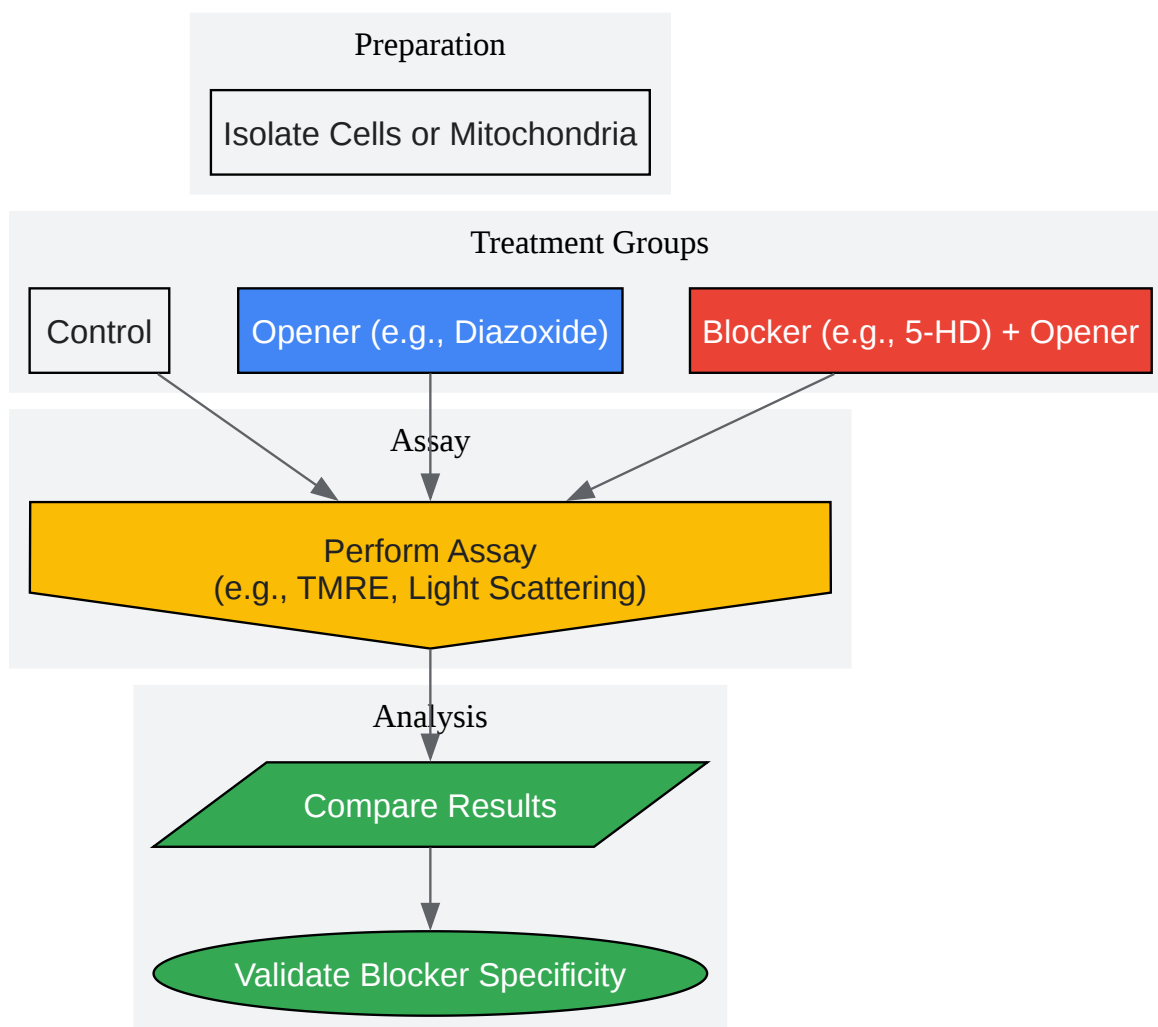 Preparation
Isolate Cells or Mitochondria
Treatment Groups
Control
Opener (e.g., Diazoxide)
Blocker (e.g., 5-HD) + Opener
Assay
Perform Assay
(e.g., TMRE, Light Scattering)
Analysis
Compare Results
Validate Blocker Specificity